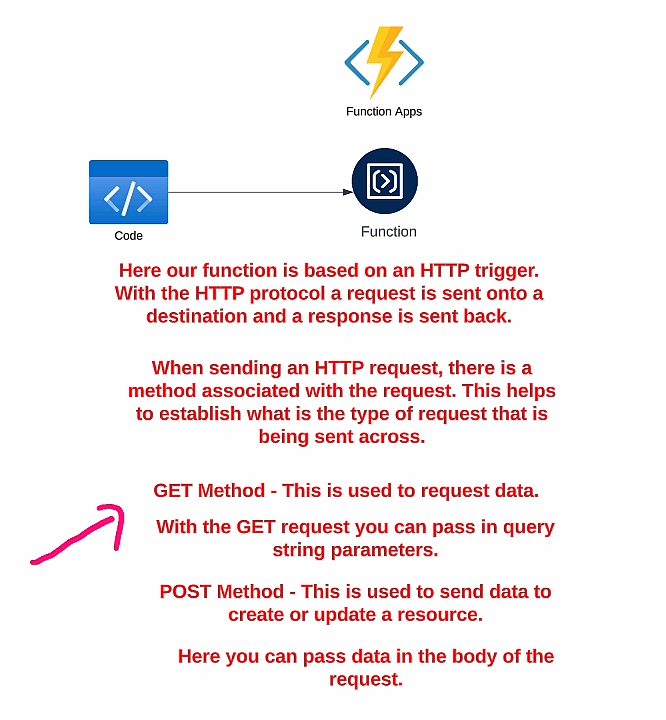 Function Apps
Code
Function
Here our function is based on an HTTP trigger.
With the HTTP protocol a request is sent onto a
destination and a response is sent back.
When sending an HTTP request, there is a
method associated with the request. This helps
to establish what is the type of request that is
being sent across.
GET Method - This is used to request data.
With the GET request you can pass in query
string parameters.
POST Method - This is used to send data to
create or update a resource.
Here you can pass data in the body of the
request.